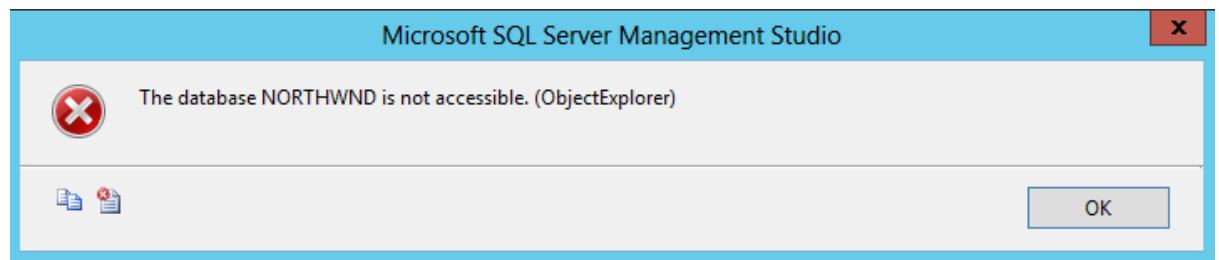 Microsoft SQL Server Management Studio
x
The database NORTHWND is not accessible. (ObjectExplorer)
OK